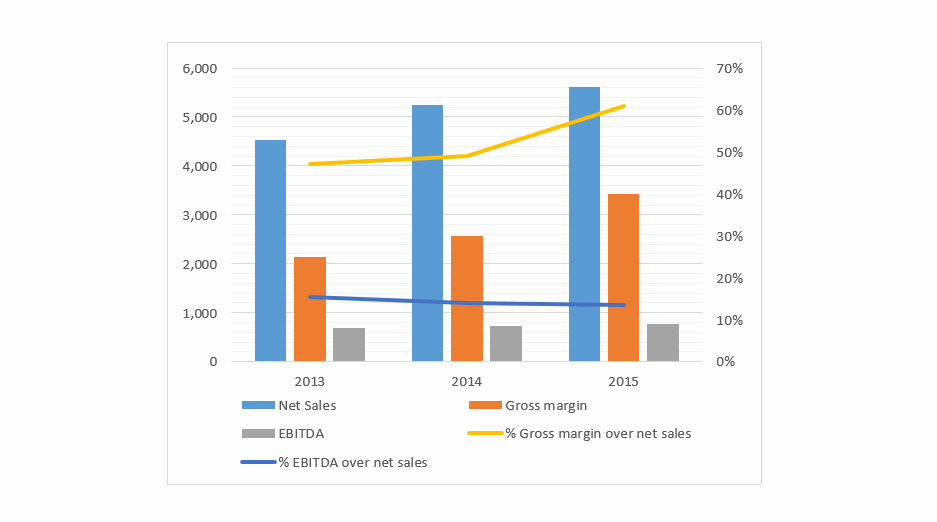 6,000 70%
5,000 60%
4,000 50%
3,000 40%
2,000 30%
1,000 20%
0 10%
0%
2013 2014 2015
Net Sales Gross margin
EBITDA % Gross margin over net sales
% EBITDA over net sales